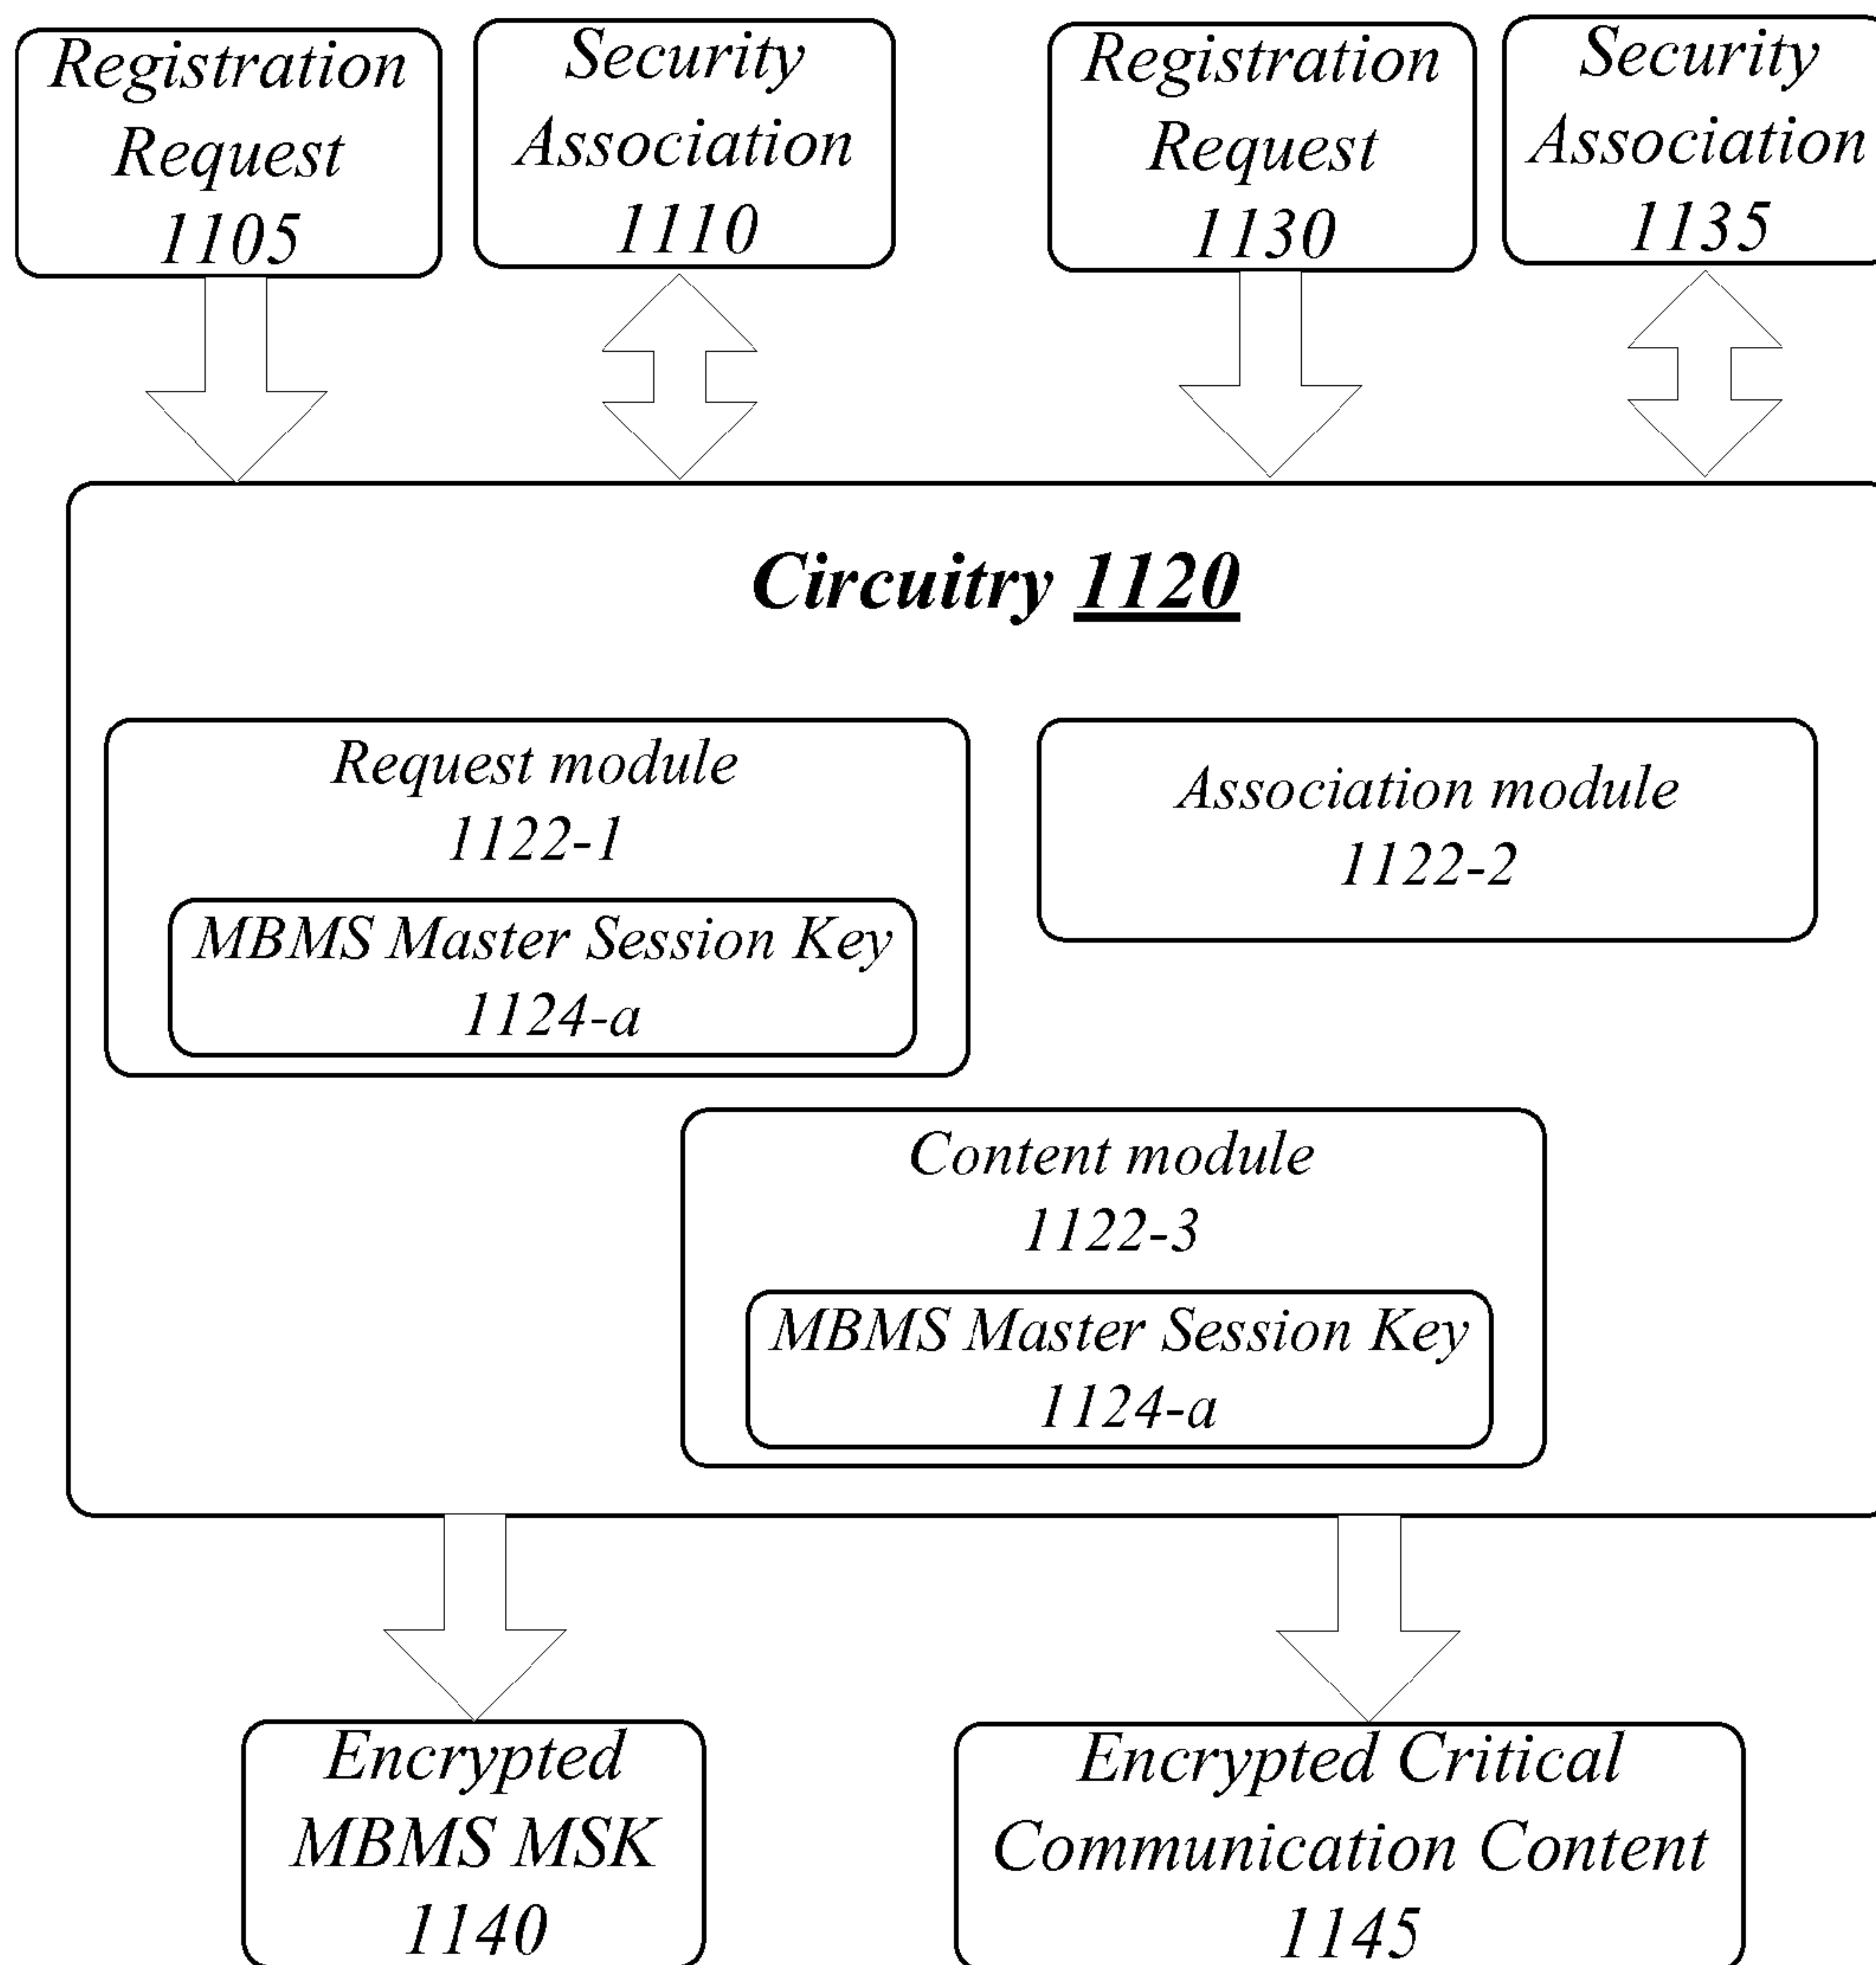 Registration
Request
1105
Security
Association
1110
Registration
Request
1130
Security
Association
1135
Circuitry 1120
Request module
1122-1
MBMS Master Session Key
1124-a
Association module
1122-2
Content module
1122-3
MBMS Master Session Key
1124-a
Encrypted
MBMS MSK
1140
Encrypted Critical
Communication Content
1145